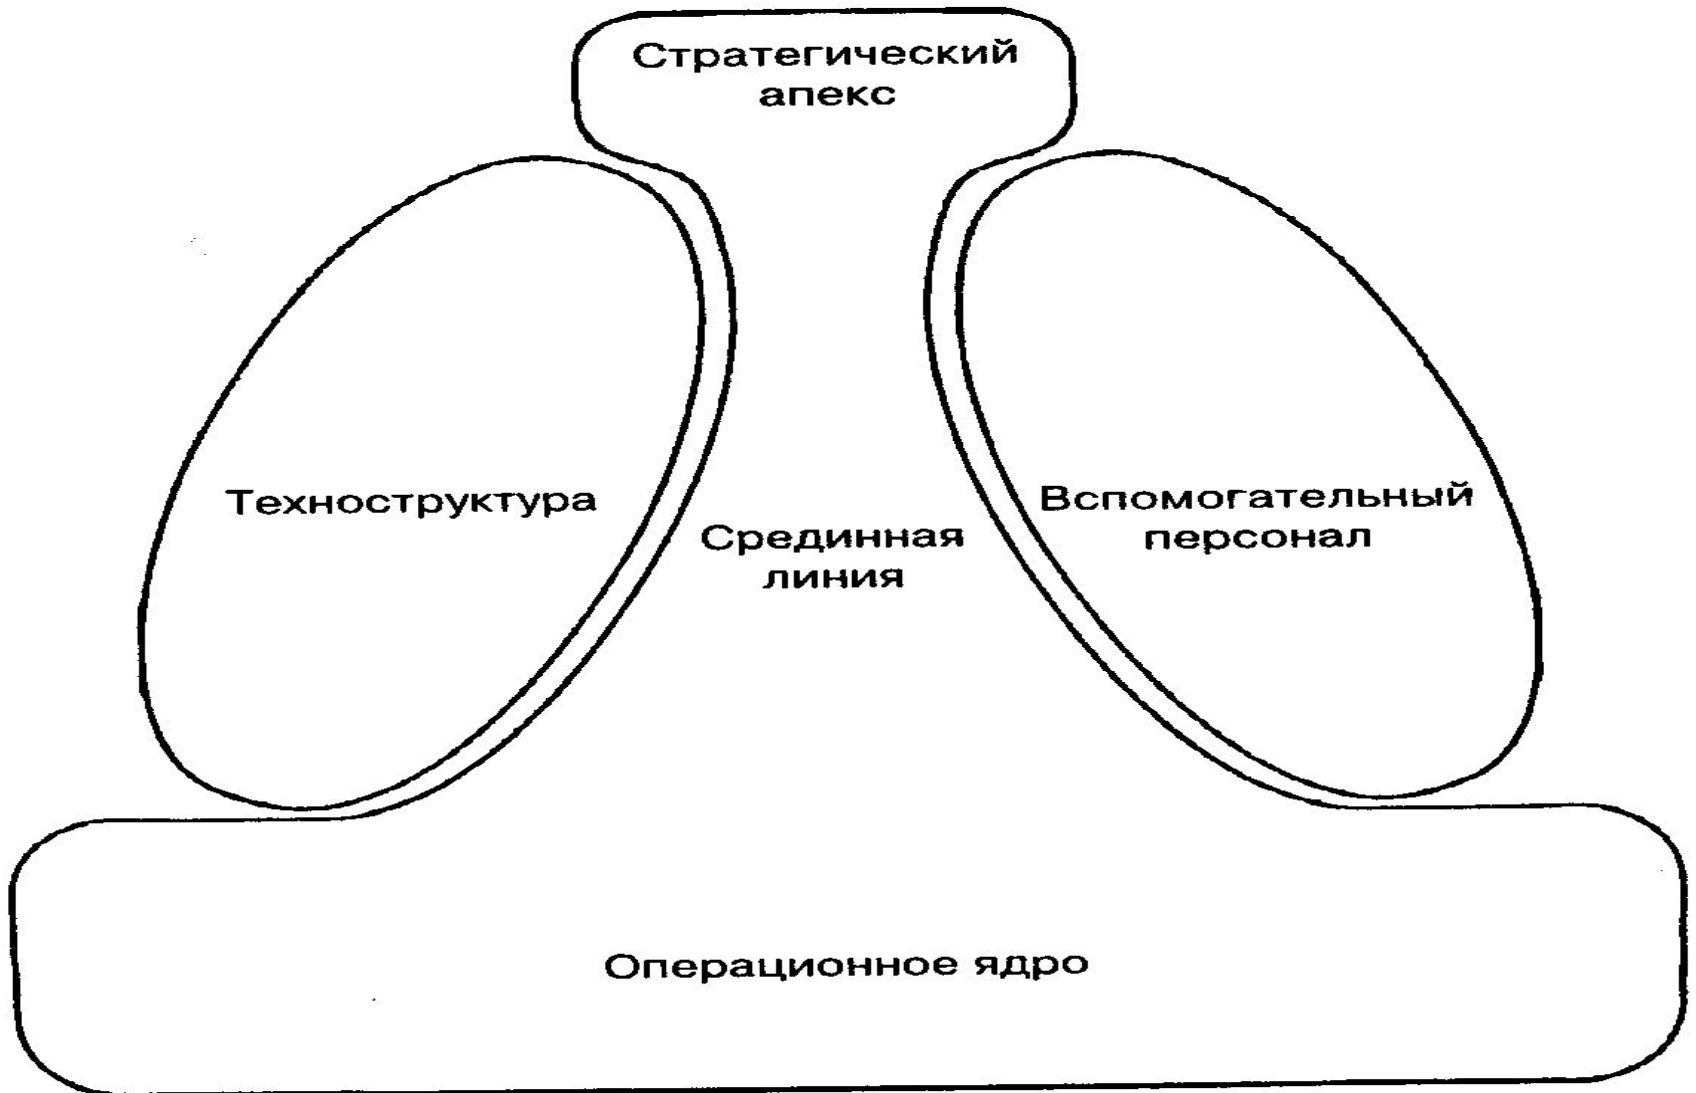 Стратегический
апекс
Техноструктура
Срединная
линия
Вспомогательный
персонал
Операционное ядро